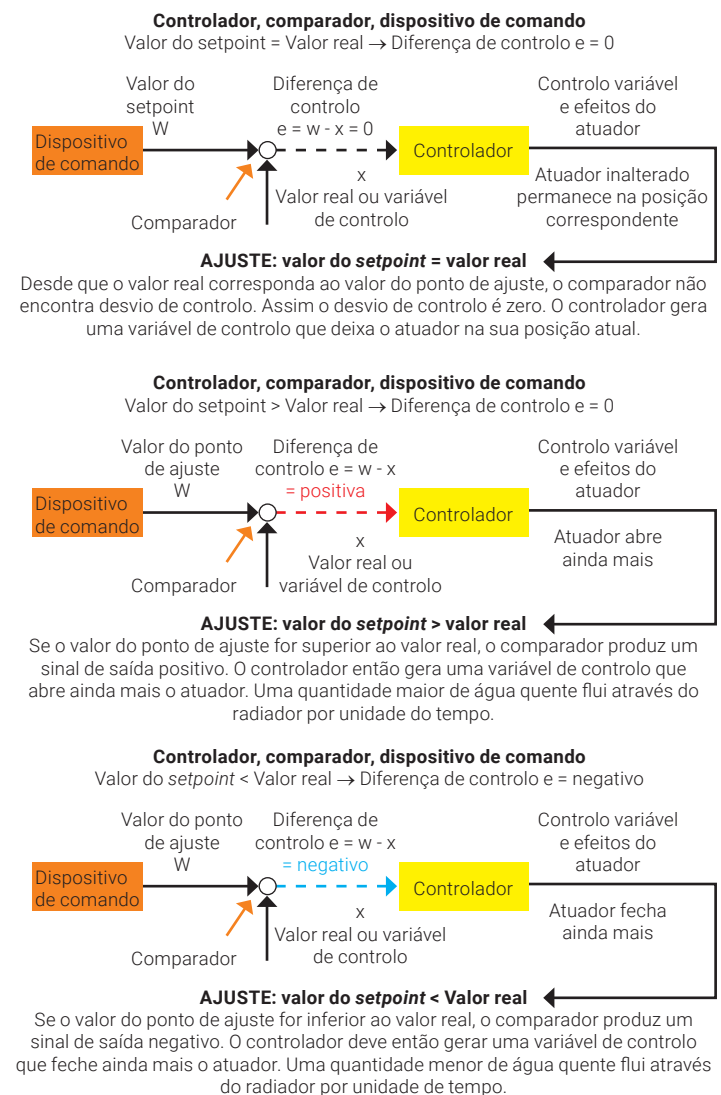 Controlador, comparador, dispositivo de comando
Valor do setpoint = Valor real → Diferença de controlo e = 0
Valor do
setpoint
W
Diferença de
controlo
e = w - x = 0
Controlo variável
e efeitos do
atuador
Dispositivo
de comando
Controlador
x
Valor real ou variável
de controlo
Comparador
Atuador inalterado
permanece na posição
correspondente
AJUSTE: valor do setpoint = valor real
Desde que o valor real corresponda ao valor do ponto de ajuste, o comparador não
encontra desvio de controlo. Assim o desvio de controlo é zero. O controlador gera
uma variável de controlo que deixa o atuador na sua posição atual.
Controlador, comparador, dispositivo de comando
Valor do setpoint > Valor real → Diferença de controlo e = 0
Valor do ponto
de ajuste
W
Diferença de
controlo e = w - x
= positiva
Controlo variável
e efeitos do
atuador
Dispositivo
de comando
Controlador
x
Valor real ou
variável de controlo
Comparador
Atuador abre
ainda mais
AJUSTE: valor do setpoint > valor real
Se o valor do ponto de ajuste for superior ao valor real, o comparador produz um
sinal de saída positivo. O controlador então gera uma variável de controlo que
abre ainda mais o atuador. Uma quantidade maior de água quente flui através do
radiador por unidade do tempo.
Controlador, comparador, dispositivo de comando
Valor do setpoint < Valor real → Diferença de controlo e = negativo
Valor do ponto
de ajuste
W
Diferença de
controlo e = w - x
= negativo
Controlo variável
e efeitos do
atuador
Dispositivo
de comando
Controlador
x
Valor real ou variável
de controlo
Comparador
Atuador fecha
ainda mais
AJUSTE: valor do setpoint < Valor real
Se o valor do ponto de ajuste for inferior ao valor real, o comparador produz um
sinal de saída negativo. O controlador deve então gerar uma variável de controlo
que feche ainda mais o atuador. Uma quantidade menor de água quente flui através
do radiador por unidade de tempo.